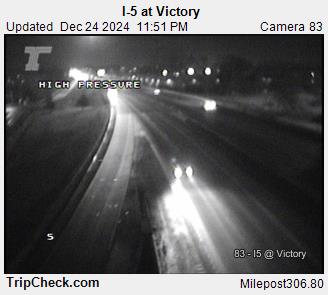 I-5 at Victory
Updated  Dec 24 2024  11:51 PM
Camera 83
HIGH PRESSURE
S
83 - I5 @ Victory
TripCheck.com
Milepost306.80